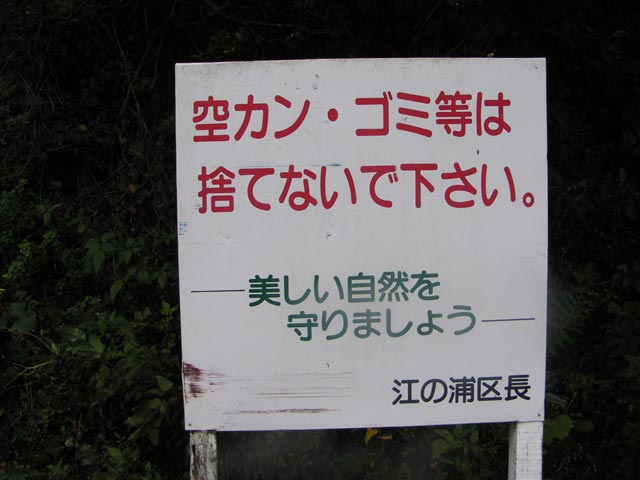 空カン・ゴミ等は
捨てないで下さい。
美しい自然を
守りましょう
江の浦区長